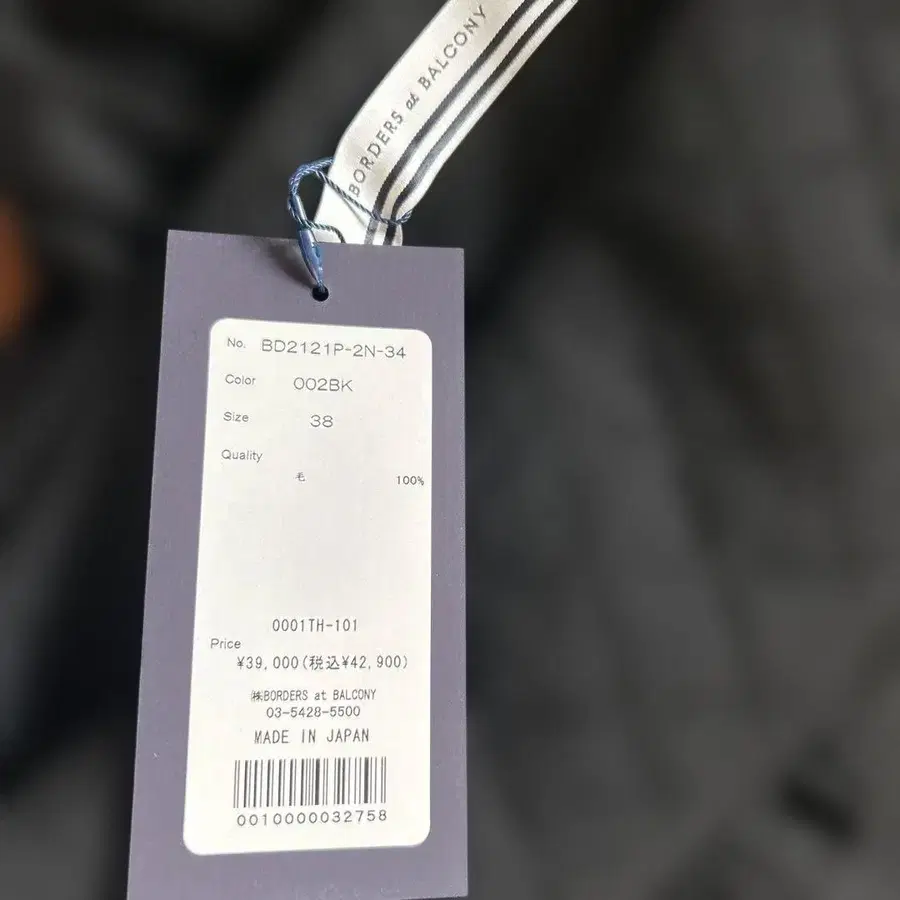 BORDERS at BALCONY
No. BD2121P-2N-34
Color 002BK
Size 38
Quality
毛 100%
0001TH-101
Price
¥39,000(税込¥42,900)
㈱BORDERS at BALCONY
03-5428-5500
MADE IN JAPAN
0010000032758